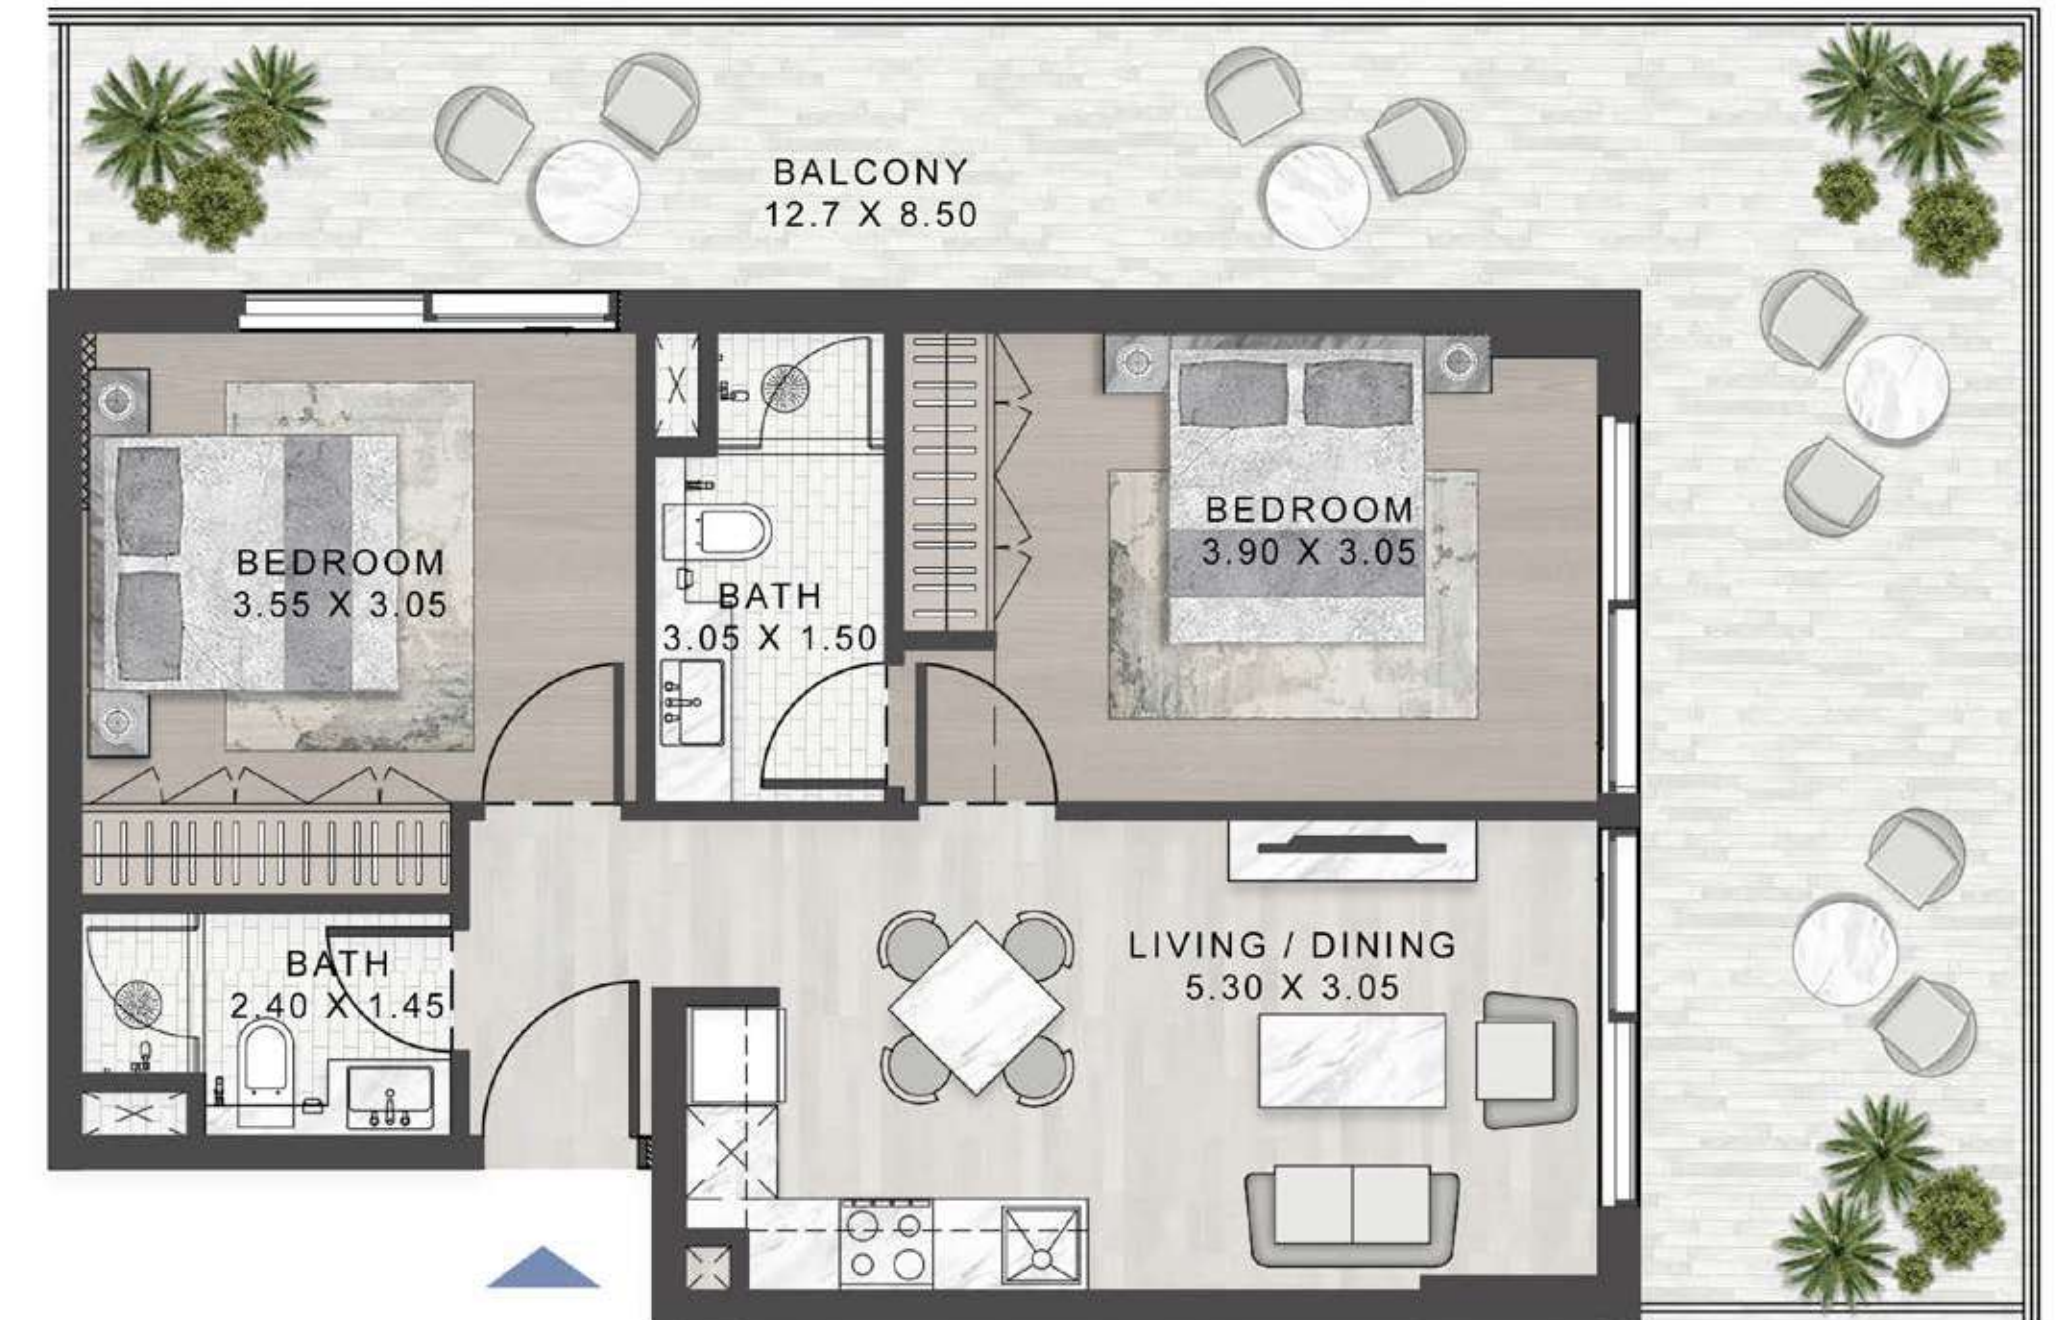 BALCONY
12.7 X 8.50
BEDROOM
3.55 X 3.05
BATH
3.05 X 1.50
BEDROOM
3.90 X 3.05
BATH
2.40 X 1.45
LIVING / DINING
5.30 X 3.05